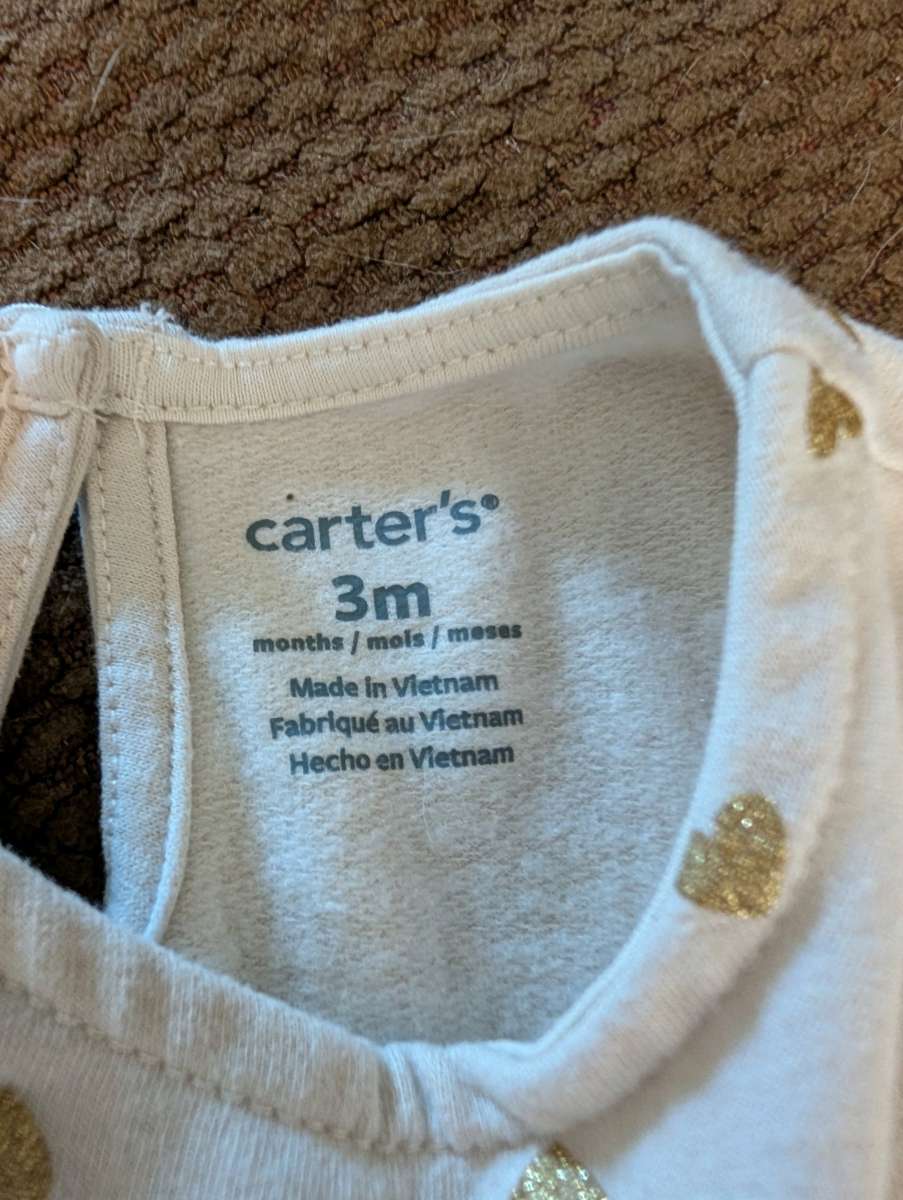 carter's®
3m
months / mois / meses
Made in Vietnam
Fabriqué au Vietnam
Hecho en Vietnam